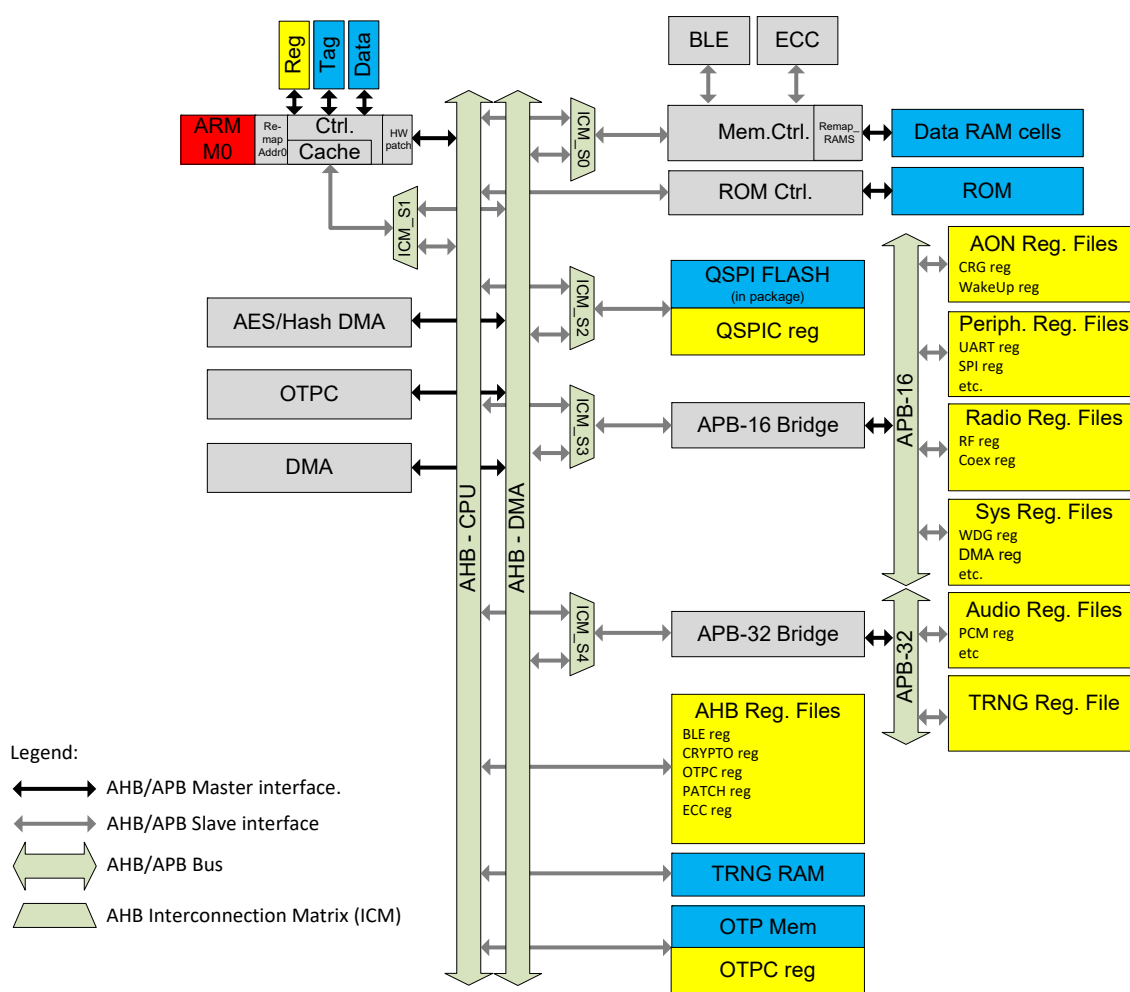 BLE
ECC
Reg
Tag
Data
ARM
M0
Re-
map
Addr0
Ctrl.
Cache
HW
patch
ICM_S0
Mem.Ctrl.
Remap_
RAMS
Data RAM cells
ROM Ctrl.
ROM
ICM_S1
AON Reg. Files
CRG reg
WakeUp reg
QSPI FLASH
(in package)
QSPIC reg
ICM_S2
AES/Hash DMA
Periph. Reg. Files
UART reg
SPI reg
etc.
OTPC
ICM_S3
APB-16 Bridge
APB-16
Radio Reg. Files
RF reg
Coex reg
DMA
AHB - CPU
AHB - DMA
Sys Reg. Files
WDG reg
DMA reg
etc.
ICM_S4
APB-32 Bridge
APB-32
Audio Reg. Files
PCM reg
etc
TRNG Reg. File
AHB Reg. Files
BLE reg
CRYPTO reg
OTPC reg
PATCH reg
ECC reg
Legend:
AHB/APB Master interface.
AHB/APB Slave interface
AHB/APB Bus
AHB Interconnection Matrix (ICM)
TRNG RAM
OTP Mem
OTPC reg